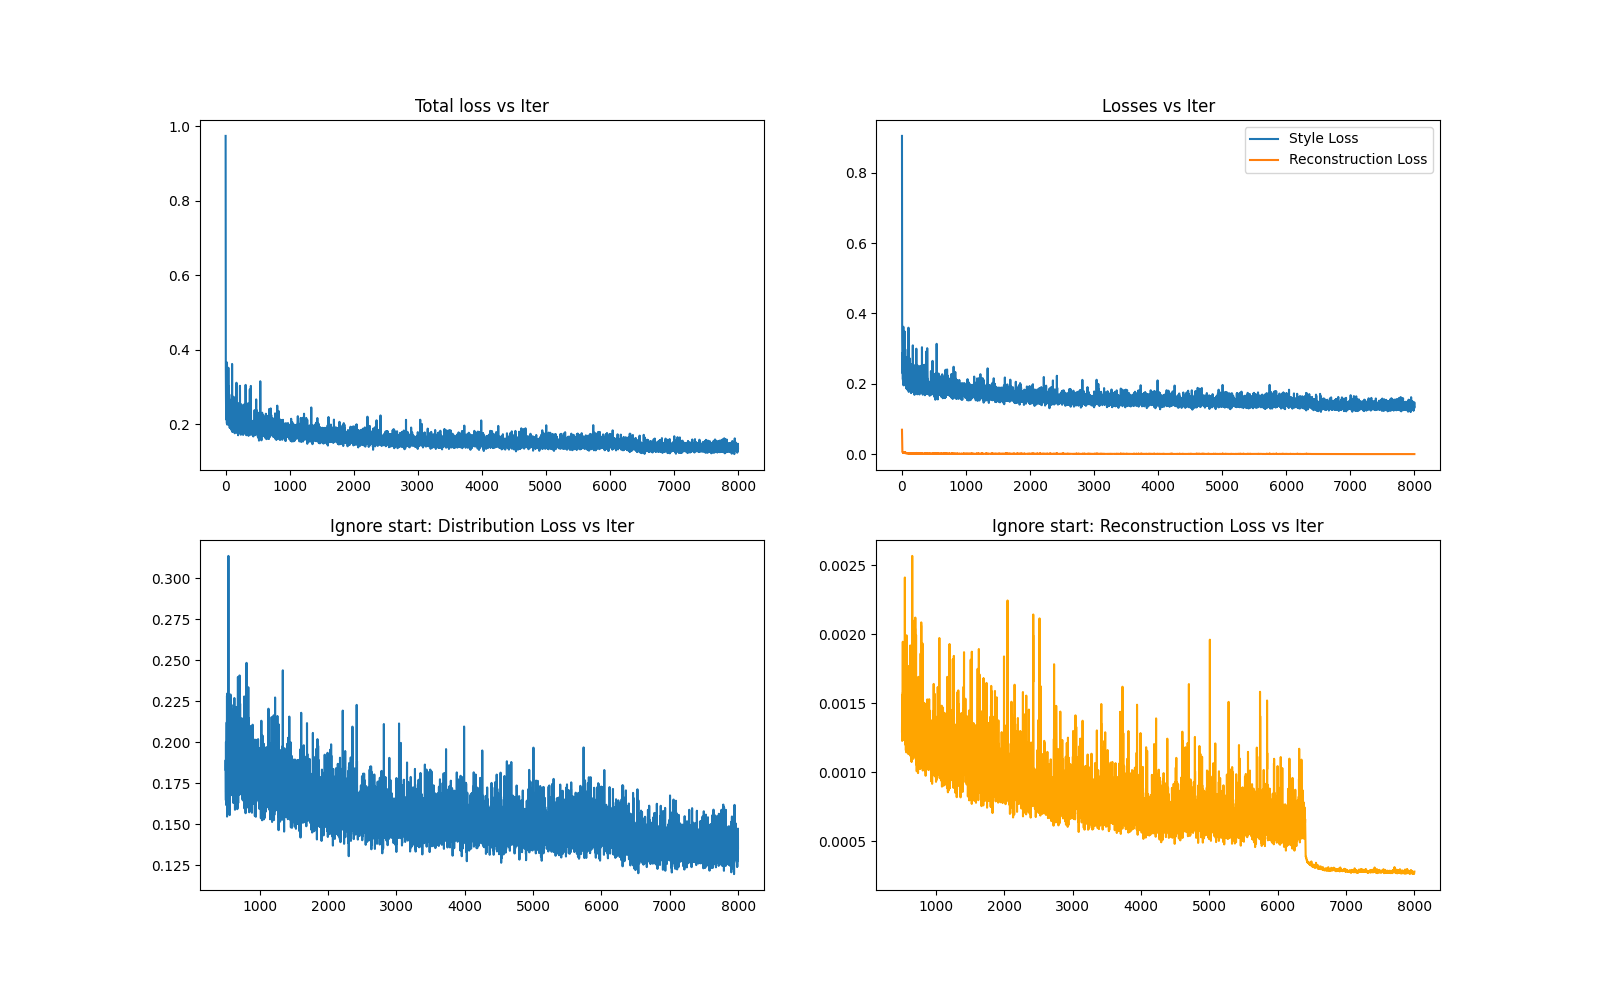 Total loss vs Iter
1.0
0.8
0.6
0.4
0.2
0 1000 2000 3000 4000 5000 6000 7000 8000
Losses vs Iter
Style Loss
Reconstruction Loss
0.8
0.6
0.4
0.2
0.0
0 1000 2000 3000 4000 5000 6000 7000 8000
Ignore start: Distribution Loss vs Iter
0.300
0.275
0.250
0.225
0.200
0.175
0.150
0.125
1000 2000 3000 4000 5000 6000 7000 8000
Ignore start: Reconstruction Loss vs Iter
0.0025
0.0020
0.0015
0.0010
0.0005
1000 2000 3000 4000 5000 6000 7000 8000